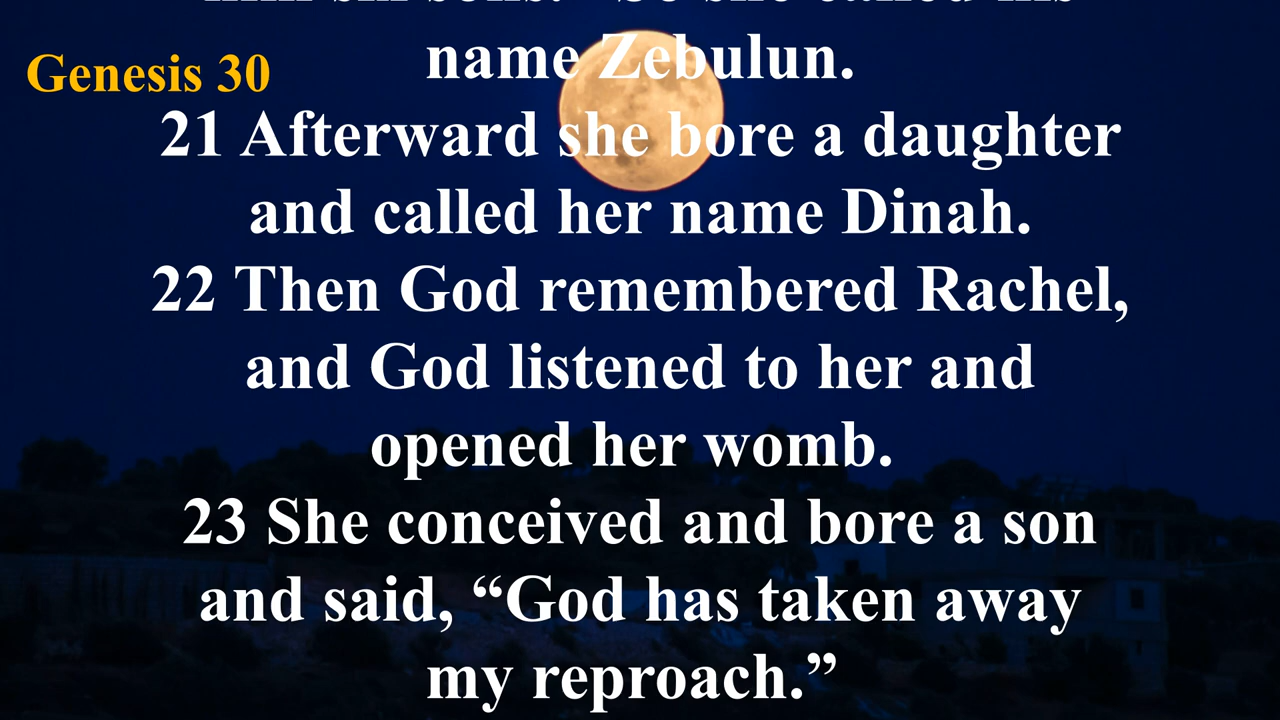 name Zebulun.
Genesis 30
21 Afterward she bore a daughter
and called her name Dinah.
22 Then God remembered Rachel,
and God listened to her and
opened her womb.
23 She conceived and bore a son
and said, “God has taken away
my reproach.”